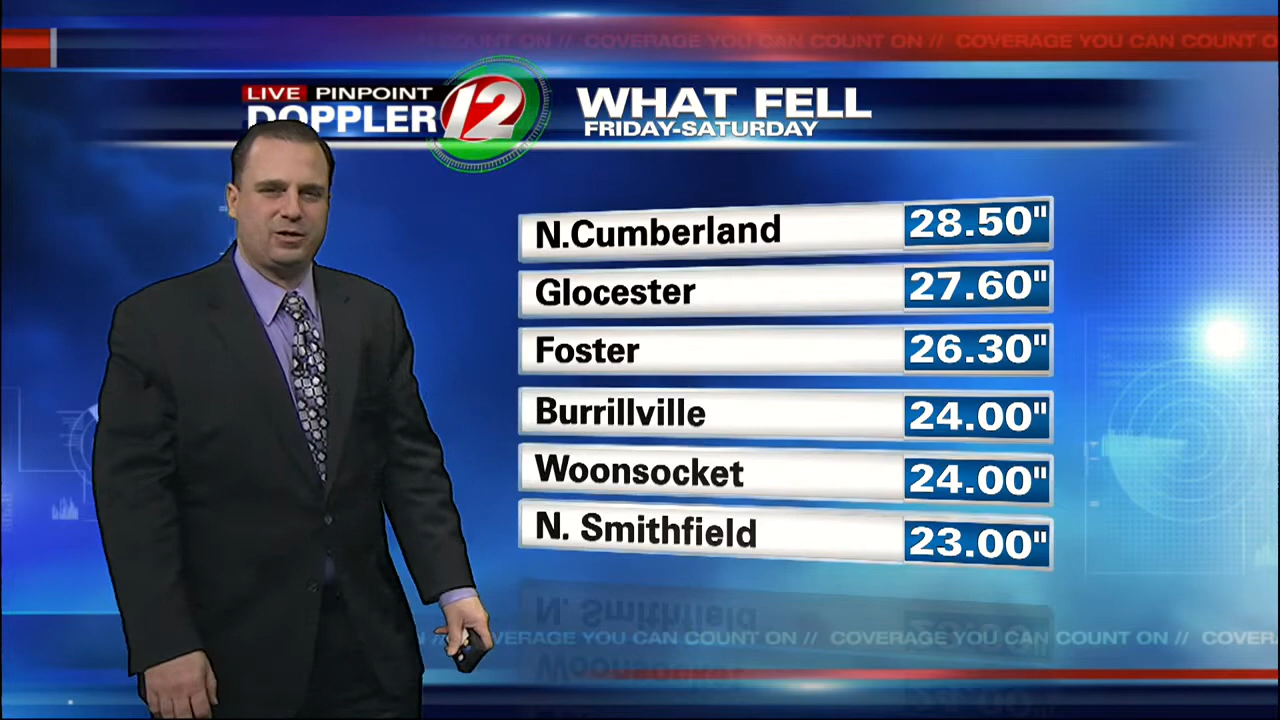 N COUNT ON // COVERAGE YOU CAN COUNT ON // COVERAGE YOU CAN COUNT O
LIVE PINPOINT
DOPPLER 12
WHAT FELL
FRIDAY-SATURDAY
N.Cumberland 28.50"
Glocester 27.60"
Foster 26.30"
Burrillville 24.00"
Woonsocket 24.00"
N. Smithfield 23.00"
N // COVERAGE YOU CAN COUNT ON // COVERAGE YOU CAN COUNT ON // COVERA